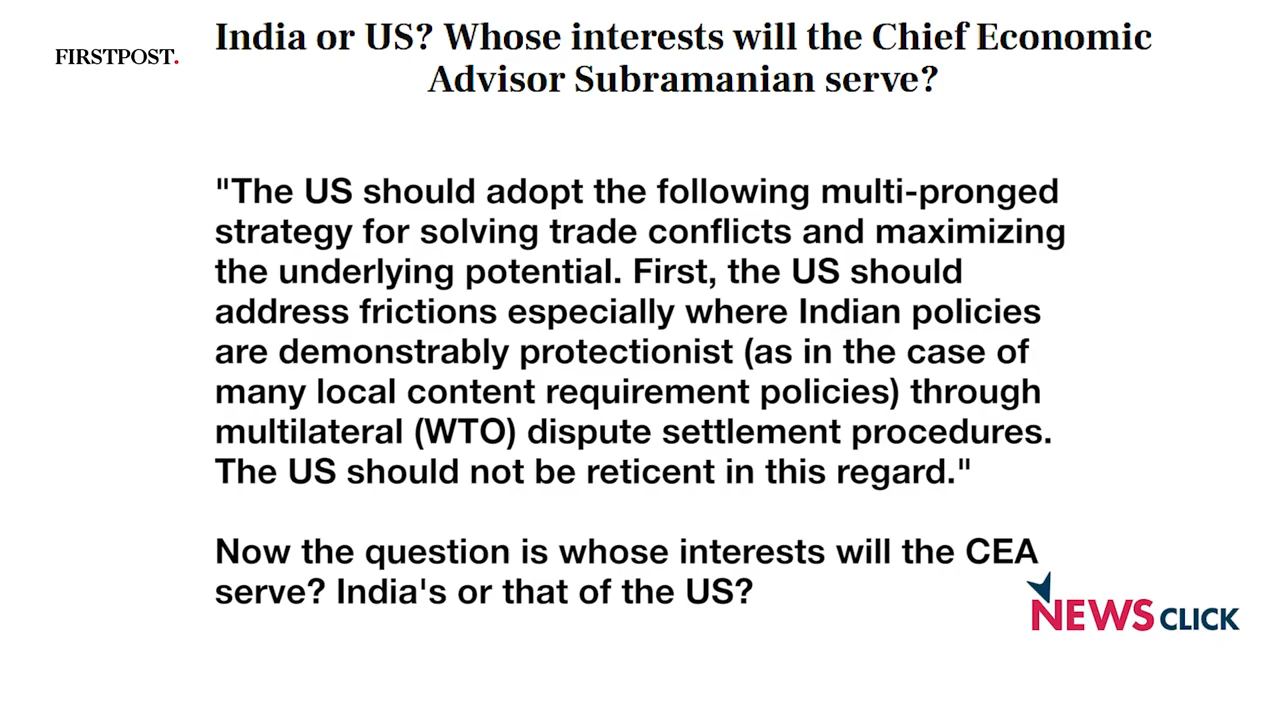 FIRSTPOST.
India or US? Whose interests will the Chief Economic
Advisor Subramanian serve?
"The US should adopt the following multi-pronged
strategy for solving trade conflicts and maximizing
the underlying potential. First, the US should
address frictions especially where Indian policies
are demonstrably protectionist (as in the case of
many local content requirement policies) through
multilateral (WTO) dispute settlement procedures.
The US should not be reticent in this regard."
Now the question is whose interests will the CEA
serve? India's or that of the US?
NEWS CLICK